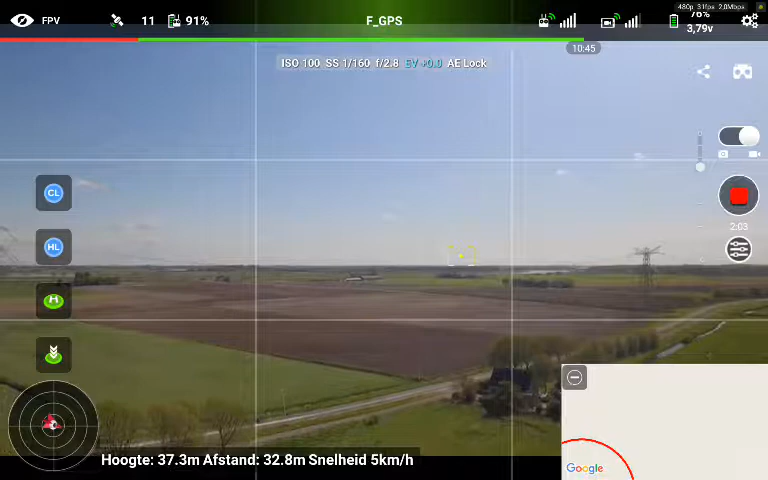 480p 31fps 2,0Mbps
FPV 11 91% F_GPS 76%
3,79v
10:45
ISO 100 SS 1/160 f/2.8 EV +0.0 AE Lock
CL
HL
H
2:03
Hoogte: 37.3m Afstand: 32.8m Snelheid 5km/h
Google